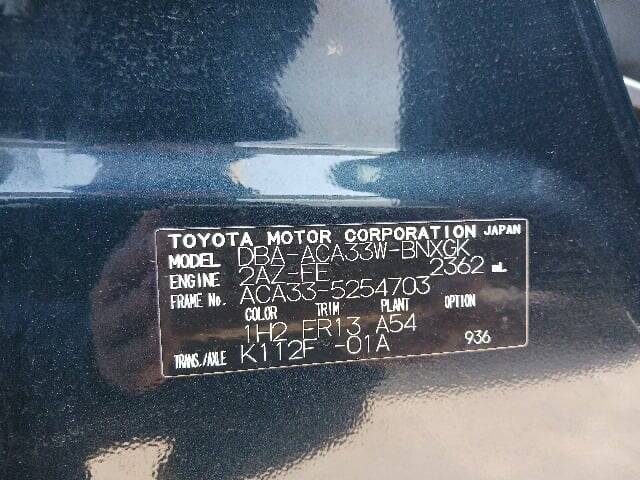 TOYOTA MOTOR CORPORATION JAPAN
MODEL DBA-ACA33W-BNXGK
ENGINE 2AZ-FE 2362 mL
FRAME No. ACA33-5254703
COLOR TRIM PLANT OPTION
1H2 FR13 A54
TRANS./AXLE K112F -01A 936